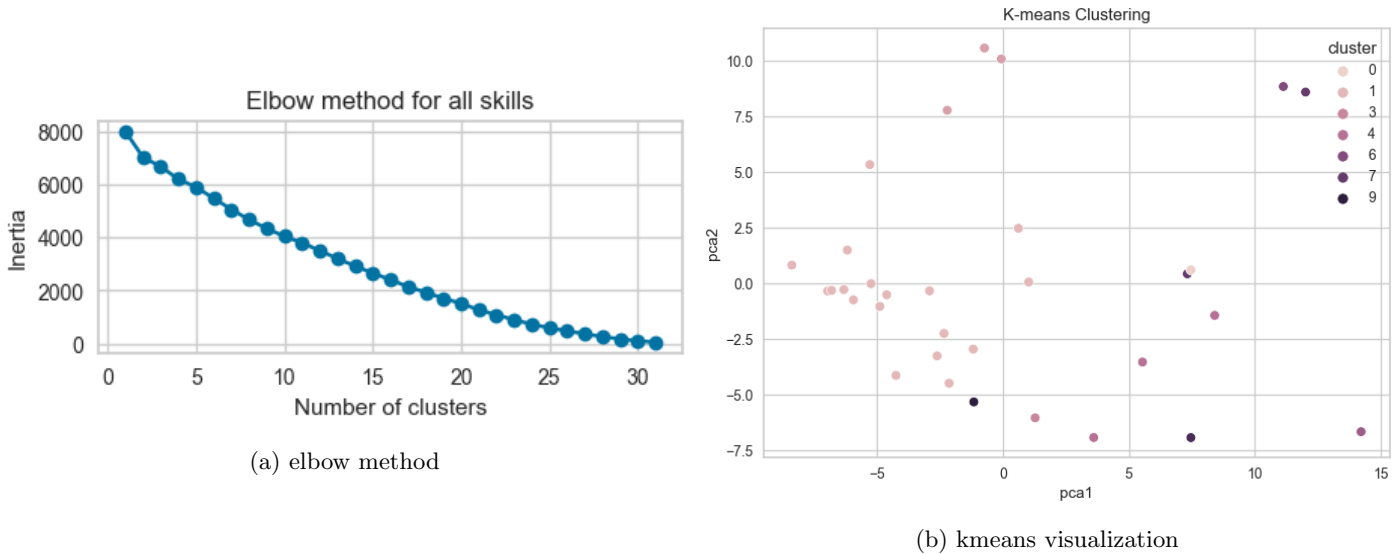 Elbow method for all skills
8000
6000
4000
2000
0
Inertia
0 5 10 15 20 25 30
Number of clusters
(a) elbow method
K-means Clustering
cluster
0
1
3
4
6
7
9
10.0
7.5
5.0
2.5
0.0
−2.5
−5.0
−7.5
pca2
−5 0 5 10 15
pca1
(b) kmeans visualization